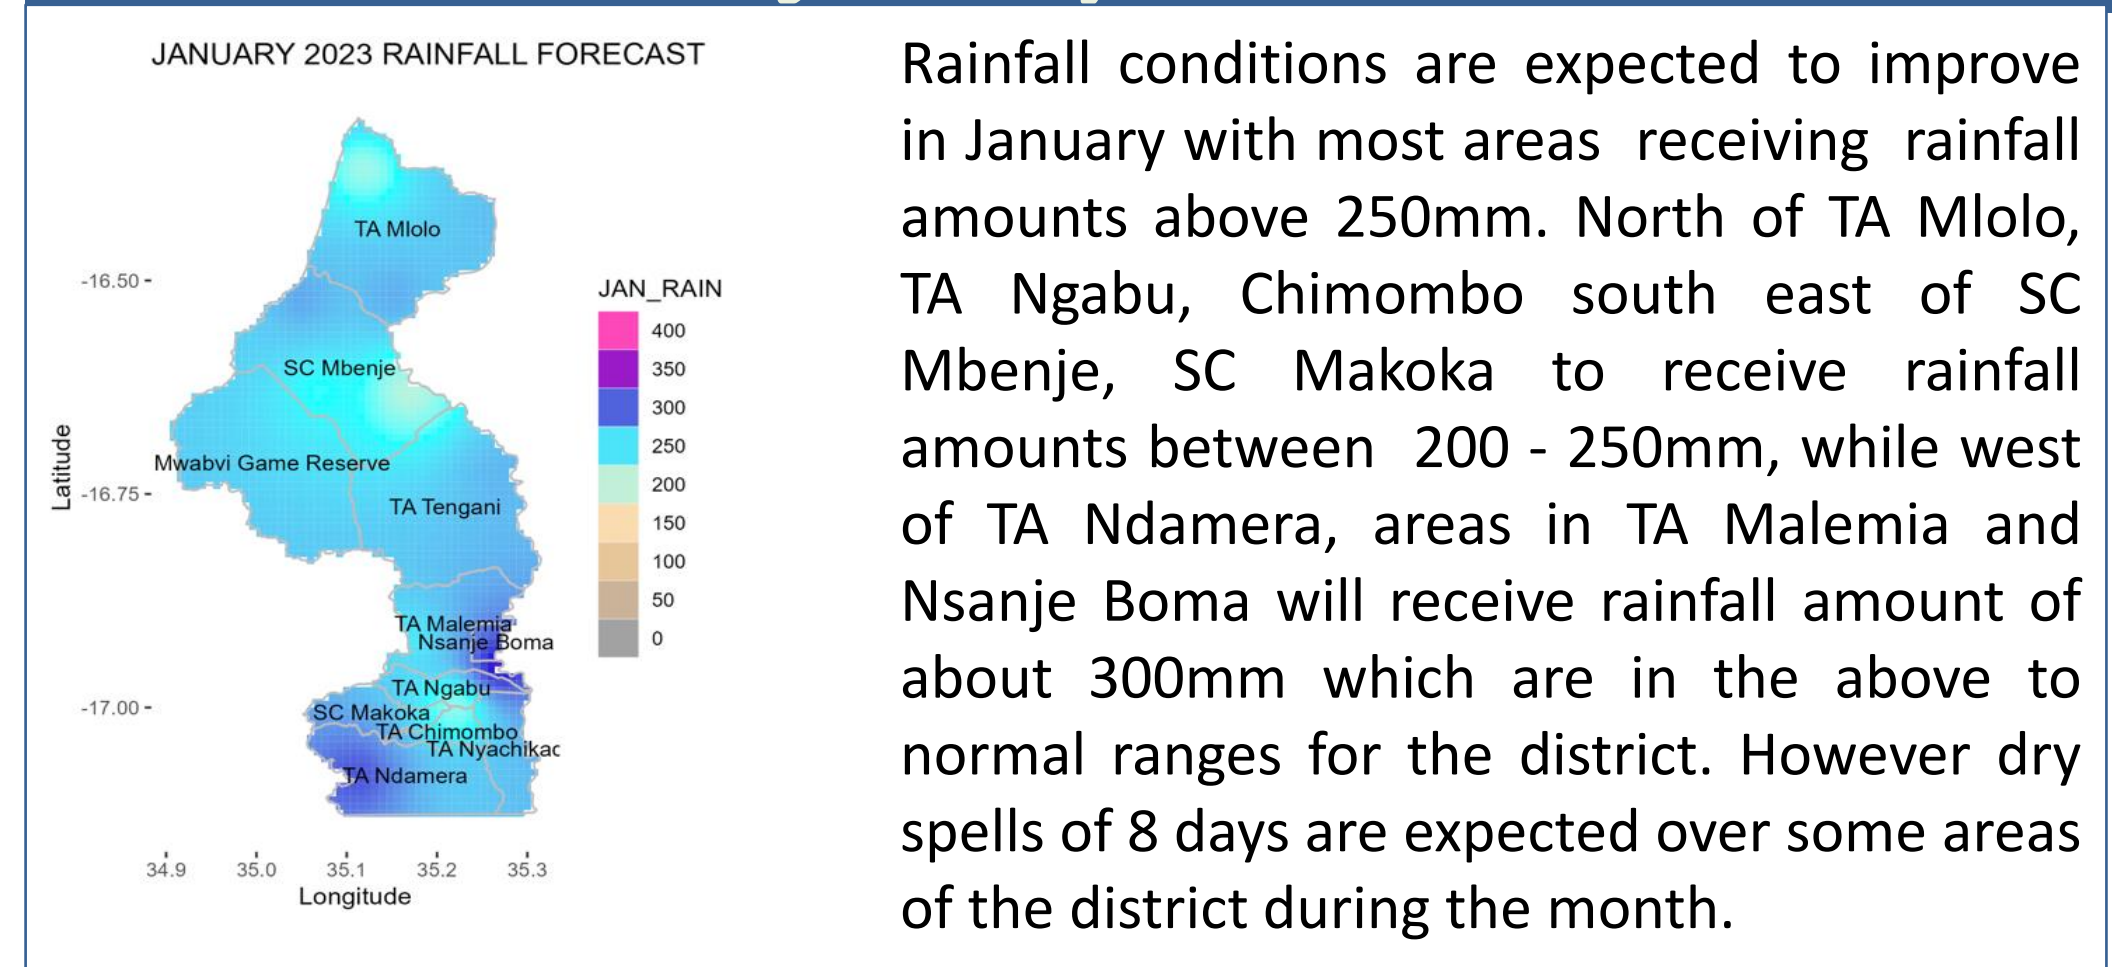 JANUARY 2023 RAINFALL FORECAST
TA Mlolo
-16.50
SC Mbenje
Mwabvi Game Reserve
-16.75
TA Tengani
TA Malemia
Nsanje Boma
TA Ngabu
-17.00
SC Makoka
TA Chimombo
TA Nyachikac
TA Ndamera
Latitude
34.9 35.0 35.1 35.2 35.3
Longitude
JAN_RAIN
400
350
300
250
200
150
100
50
0
Rainfall conditions are expected to improve
in January with most areas receiving rainfall
amounts above 250mm. North of TA Mlolo,
TA Ngabu, Chimombo south east of SC
Mbenje, SC Makoka to receive rainfall
amounts between 200 - 250mm, while west
of TA Ndamera, areas in TA Malemia and
Nsanje Boma will receive rainfall amount of
about 300mm which are in the above to
normal ranges for the district. However dry
spells of 8 days are expected over some areas
of the district during the month.